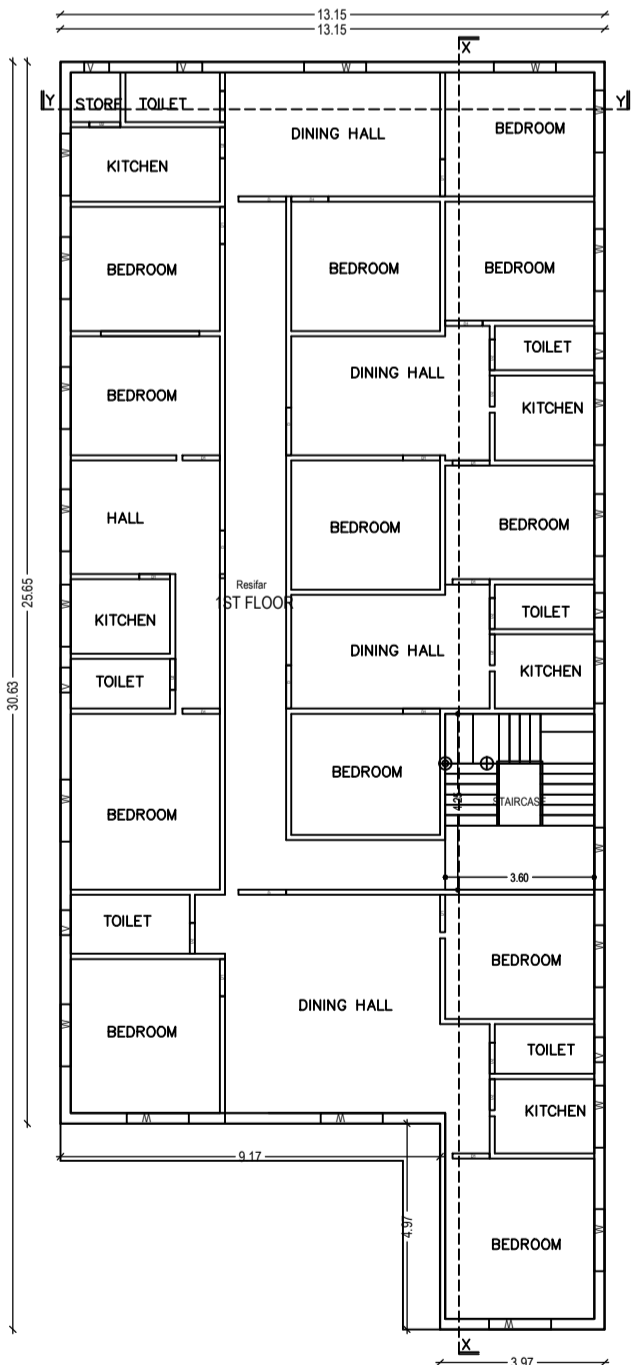 13.15
13.15
X
Y
Y
STORE TOILET
DINING HALL
BEDROOM
KITCHEN
BEDROOM
BEDROOM
BEDROOM
TOILET
DINING HALL
BEDROOM
KITCHEN
HALL
BEDROOM
BEDROOM
Resifar
1ST FLOOR
25.65
30.63
KITCHEN
TOILET
DINING HALL
TOILET
KITCHEN
BEDROOM
STAIRCASE
4.25
BEDROOM
3.60
TOILET
BEDROOM
DINING HALL
BEDROOM
TOILET
KITCHEN
9.17
4.97
BEDROOM
X
3.97